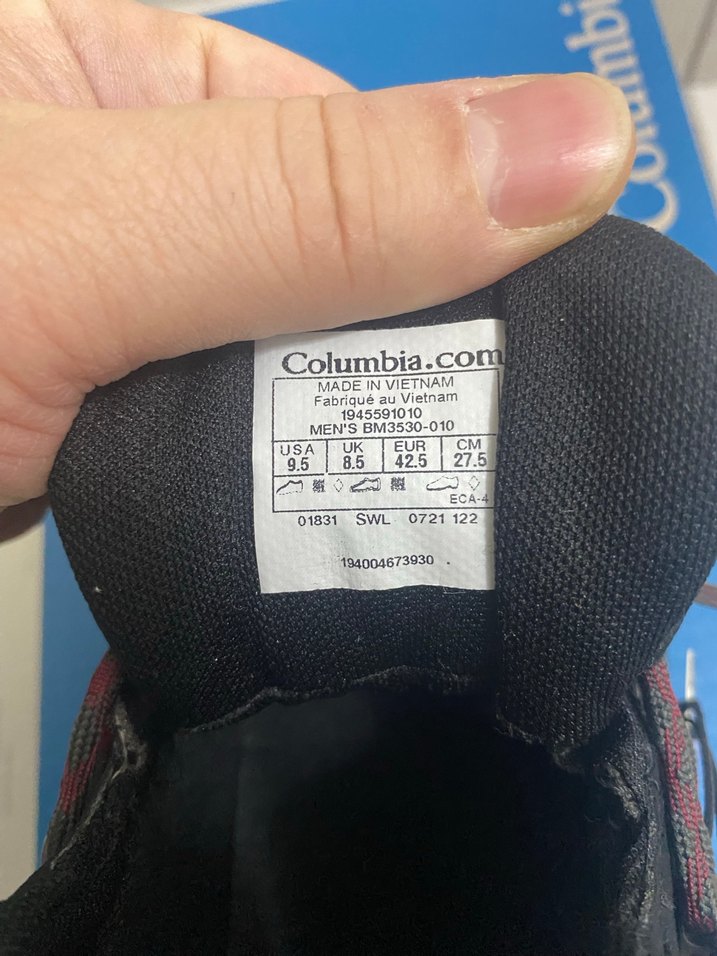 Columbia
Columbia.com
MADE IN VIETNAM
Fabriqué au Vietnam
1945591010
MEN'S BM3530-010
USA UK EUR CM
9.5 8.5 42.5 27.5
ECA-4
01831 SWL 0721 122
194004673930 .